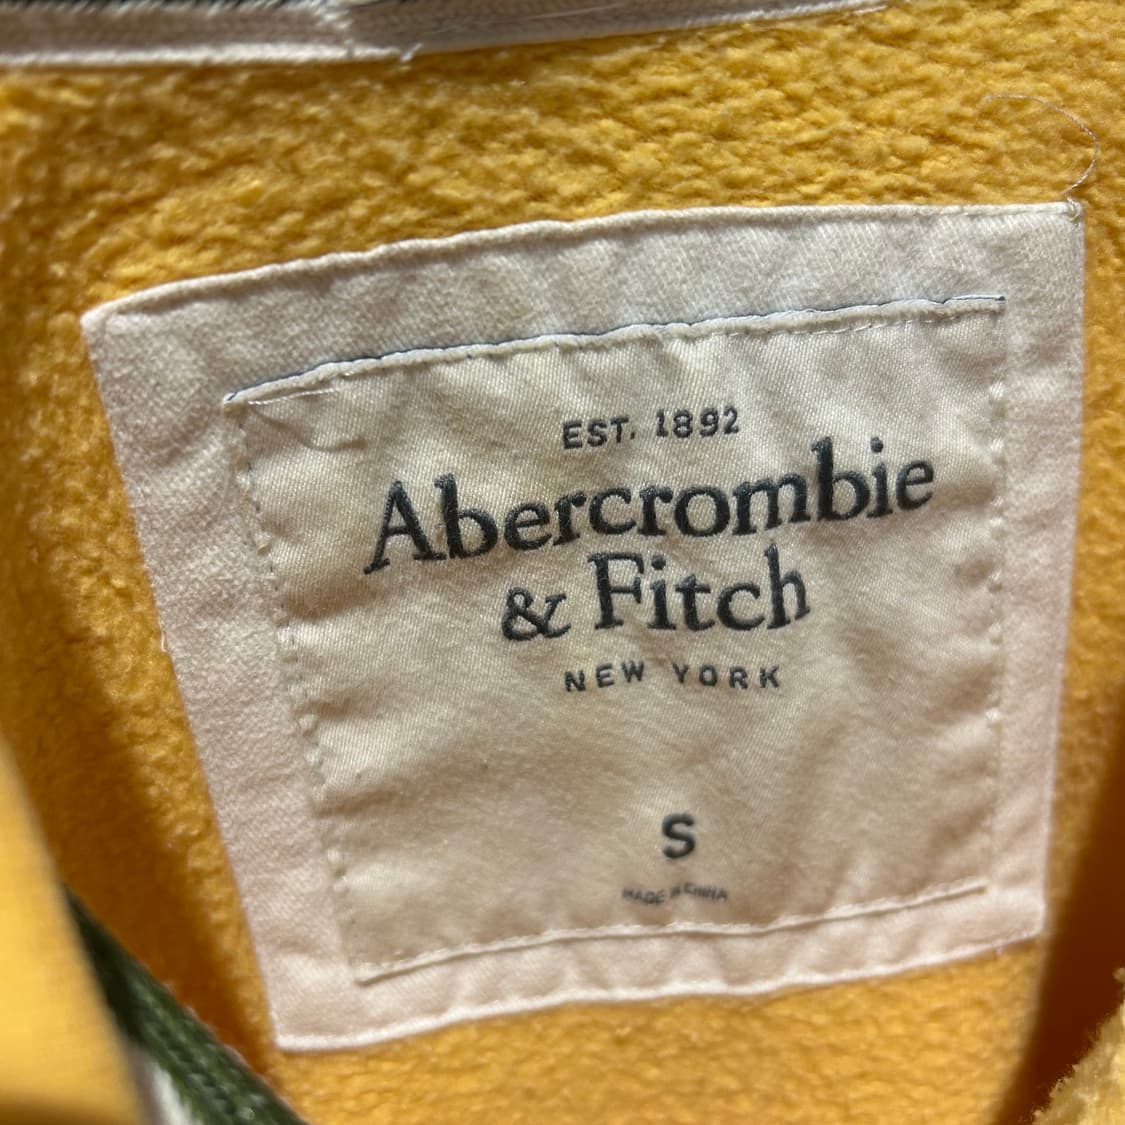 EST. 1892
Abercrombie
& Fitch
NEW YORK
S
MADE IN CHINA